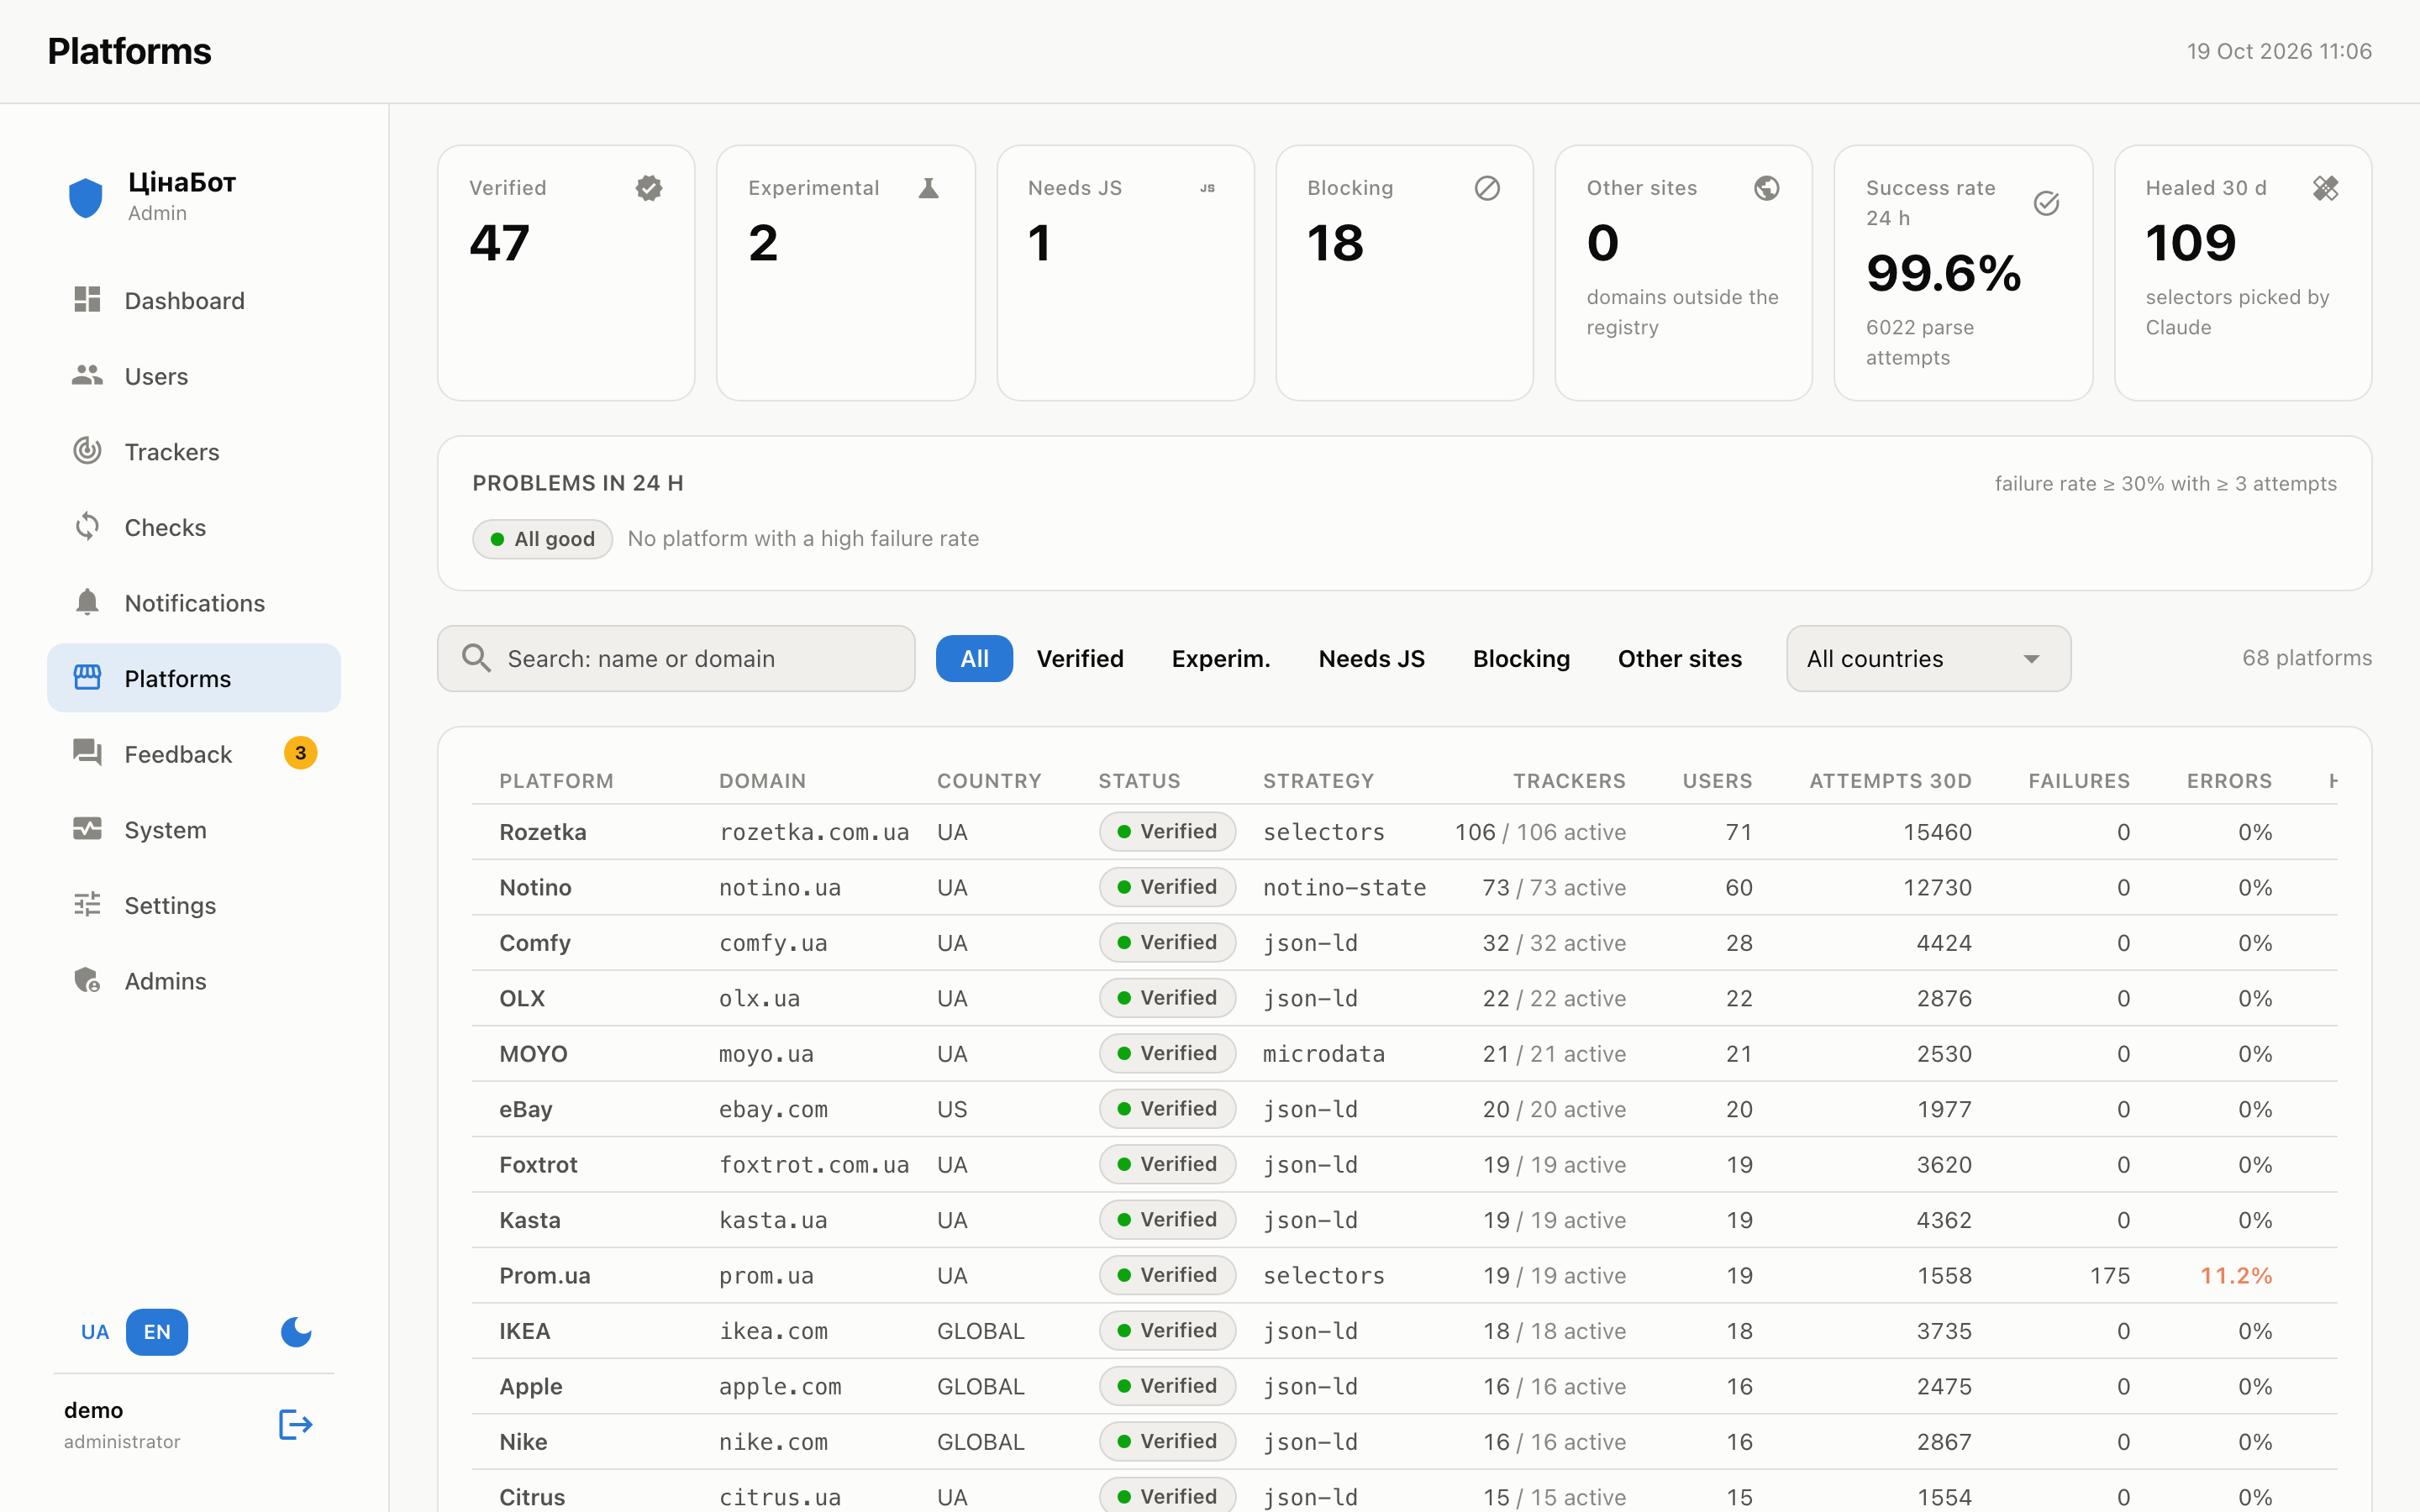 Platforms
19 Oct 2026 11:06
ЦінаБот
Admin
Dashboard
Users
Trackers
Checks
Notifications
Platforms
Feedback 3
System
Settings
Admins
UA EN
demo
administrator
Verified
47
Experimental
2
Needs JS JS
1
Blocking
18
Other sites
0
domains outside the
registry
Success rate
24 h
99.6%
6022 parse
attempts
Healed 30 d
109
selectors picked by
Claude
PROBLEMS IN 24 H
failure rate ≥ 30% with ≥ 3 attempts
All good No platform with a high failure rate
Search: name or domain All Verified Experim. Needs JS Blocking Other sites All countries 68 platforms
PLATFORM DOMAIN COUNTRY STATUS STRATEGY TRACKERS USERS ATTEMPTS 30D FAILURES ERRORS
Rozetka rozetka.com.ua UA Verified selectors 106 / 106 active 71 15460 0 0%
Notino notino.ua UA Verified notino-state 73 / 73 active 60 12730 0 0%
Comfy comfy.ua UA Verified json-ld 32 / 32 active 28 4424 0 0%
OLX olx.ua UA Verified json-ld 22 / 22 active 22 2876 0 0%
MOYO moyo.ua UA Verified microdata 21 / 21 active 21 2530 0 0%
eBay ebay.com US Verified json-ld 20 / 20 active 20 1977 0 0%
Foxtrot foxtrot.com.ua UA Verified json-ld 19 / 19 active 19 3620 0 0%
Kasta kasta.ua UA Verified json-ld 19 / 19 active 19 4362 0 0%
Prom.ua prom.ua UA Verified selectors 19 / 19 active 19 1558 175 11.2%
IKEA ikea.com GLOBAL Verified json-ld 18 / 18 active 18 3735 0 0%
Apple apple.com GLOBAL Verified json-ld 16 / 16 active 16 2475 0 0%
Nike nike.com GLOBAL Verified json-ld 16 / 16 active 16 2867 0 0%
Citrus citrus.ua UA Verified json-ld 15 / 15 active 15 1554 0 0%